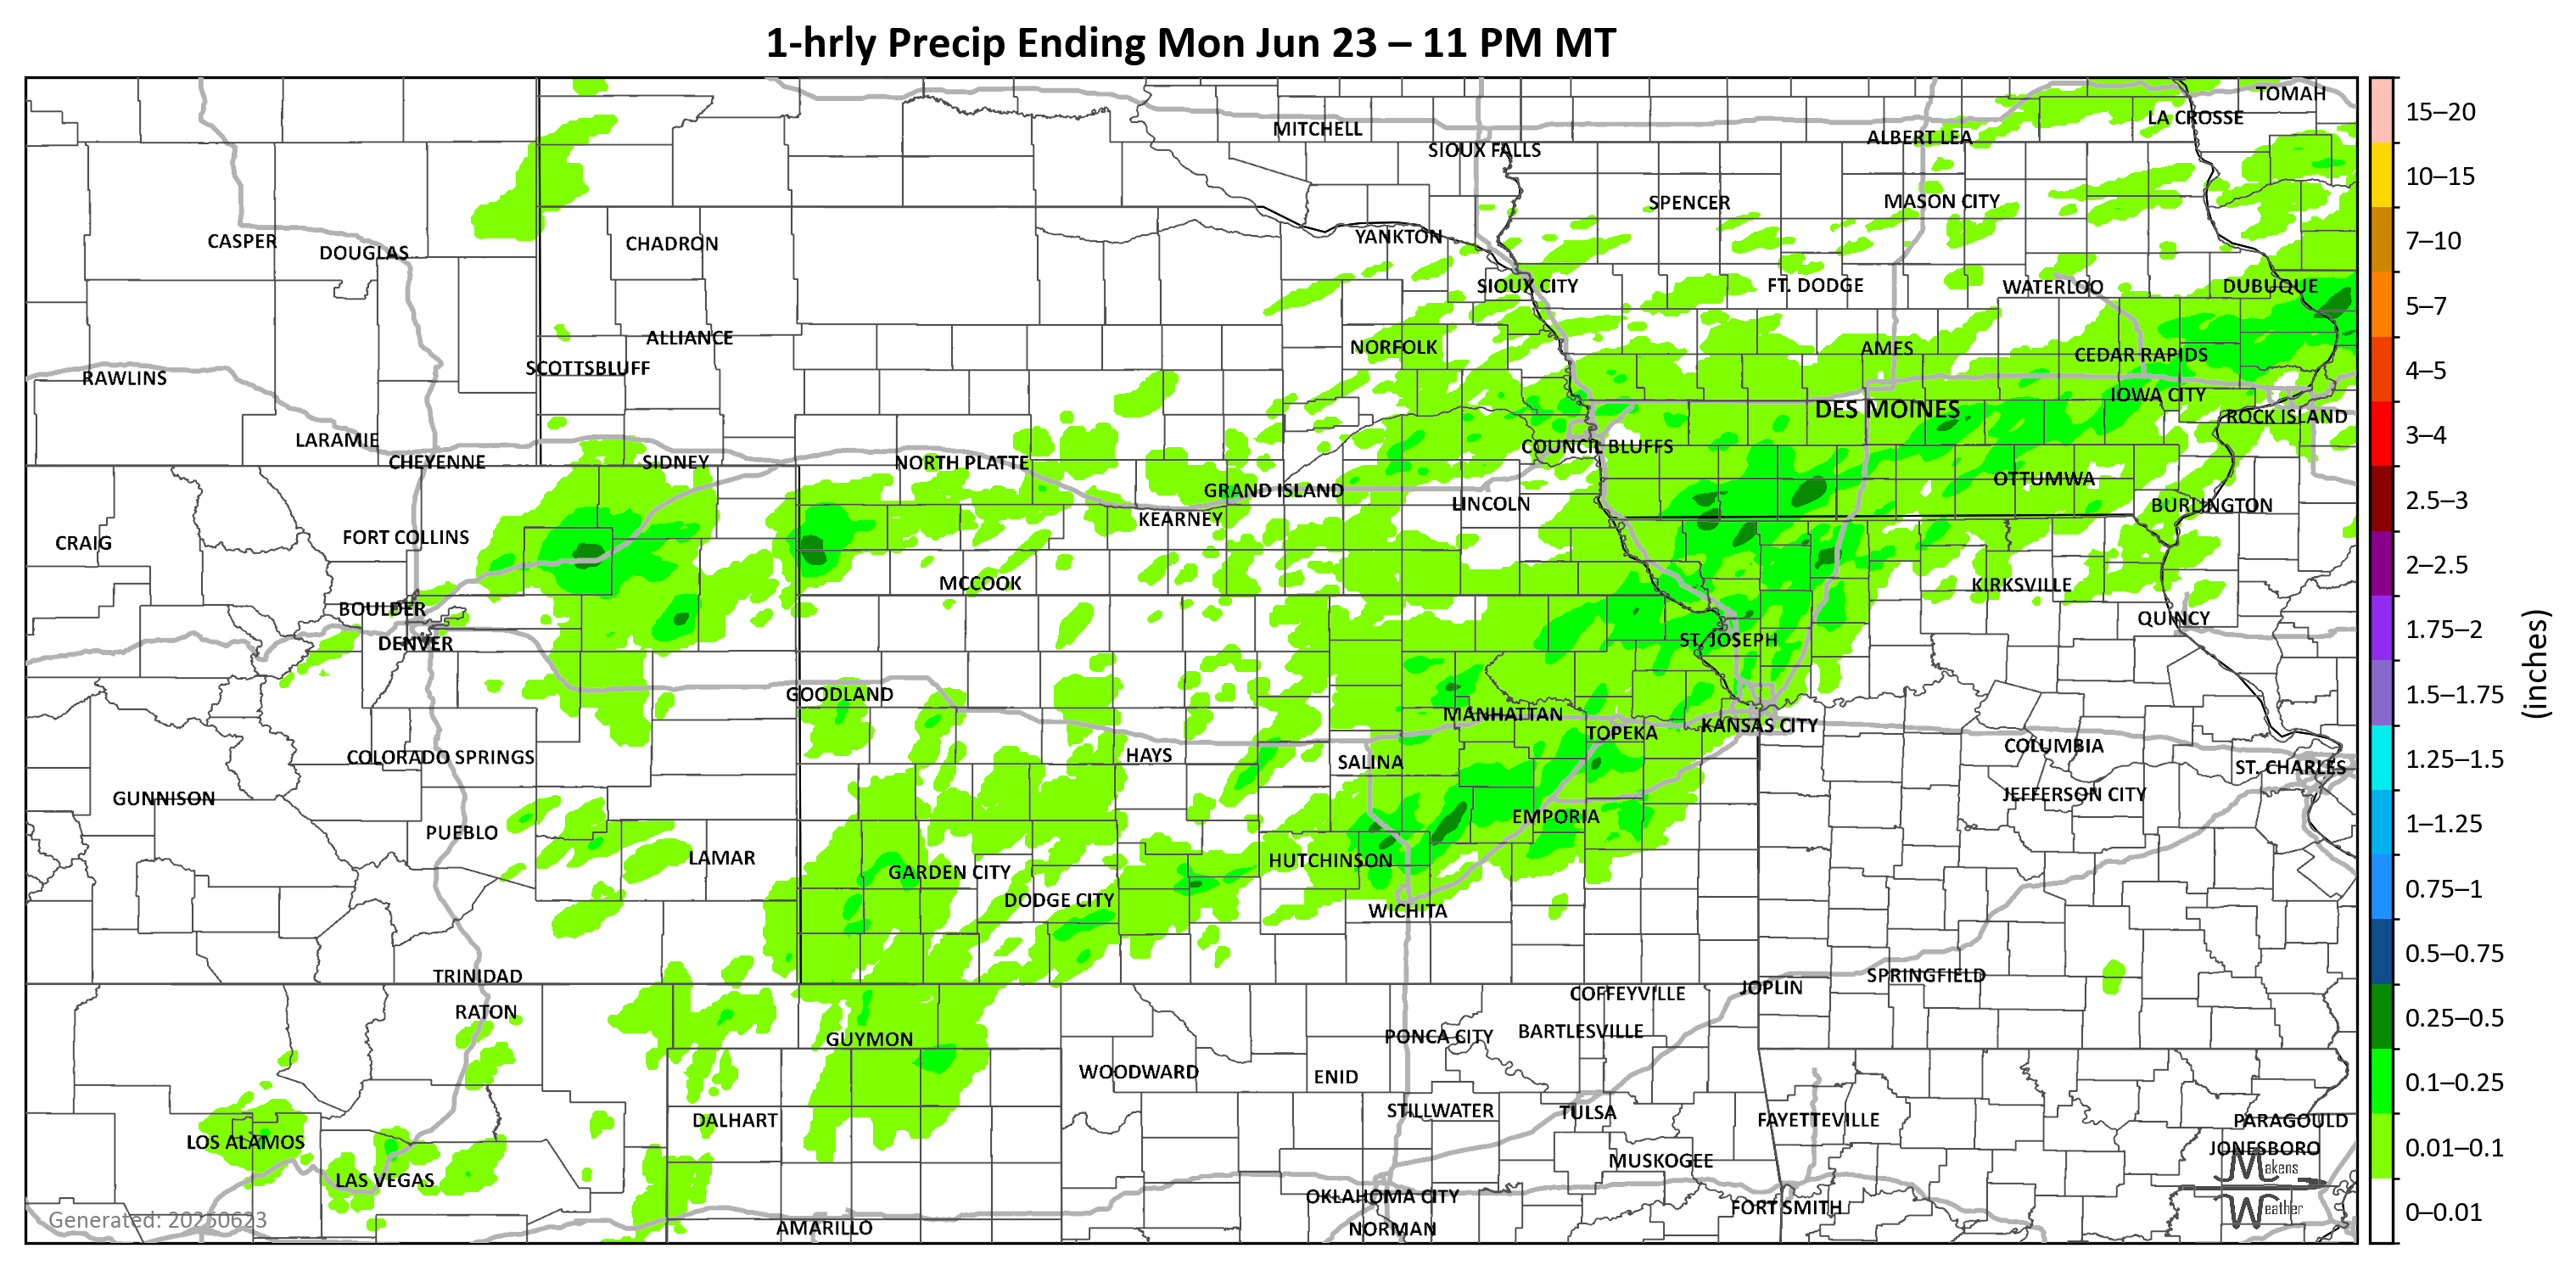 1-hrly Precip Ending Mon Jun 23 – 11 PM MT
TOMAH
LA CROSSE
MITCHELL
ALBERT LEA
SIOUX FALLS
SPENCER
MASON CITY
CASPER
DOUGLAS
CHADRON
YANKTON
SIOUX CITY
FT. DODGE
WATERLOO
DUBUQUE
ALLIANCE
NORFOLK
AMES
CEDAR RAPIDS
SCOTTSBLUFF
RAWLINS
IOWA CITY
DES MOINES
ROCK ISLAND
LARAMIE
COUNCIL BLUFFS
CHEYENNE
SIDNEY
NORTH PLATTE
OTTUMWA
GRAND ISLAND
LINCOLN
BURLINGTON
KEARNEY
FORT COLLINS
CRAIG
MCCOOK
KIRKSVILLE
BOULDER
QUINCY
DENVER
ST. JOSEPH
GOODLAND
MANHATTAN
KANSAS CITY
TOPEKA
COLUMBIA
COLORADO SPRINGS
HAYS
SALINA
ST. CHARLES
GUNNISON
JEFFERSON CITY
EMPORIA
PUEBLO
LAMAR
HUTCHINSON
GARDEN CITY
DODGE CITY
WICHITA
TRINIDAD
SPRINGFIELD
JOPLIN
COFFEYVILLE
RATON
BARTLESVILLE
PONCA CITY
GUYMON
WOODWARD
ENID
STILLWATER
TULSA
DALHART
FAYETTEVILLE
PARAGOULD
LOS ALAMOS
JONESBORO
MUSKOGEE
LAS VEGAS
OKLAHOMA CITY
FORT SMITH
AMARILLO
NORMAN
Generated: 20250623
Makens
Weather
15–20
10–15
7–10
5–7
4–5
3–4
2.5–3
2–2.5
1.75–2
1.5–1.75
1.25–1.5
1–1.25
0.75–1
0.5–0.75
0.25–0.5
0.1–0.25
0.01–0.1
0–0.01
(inches)